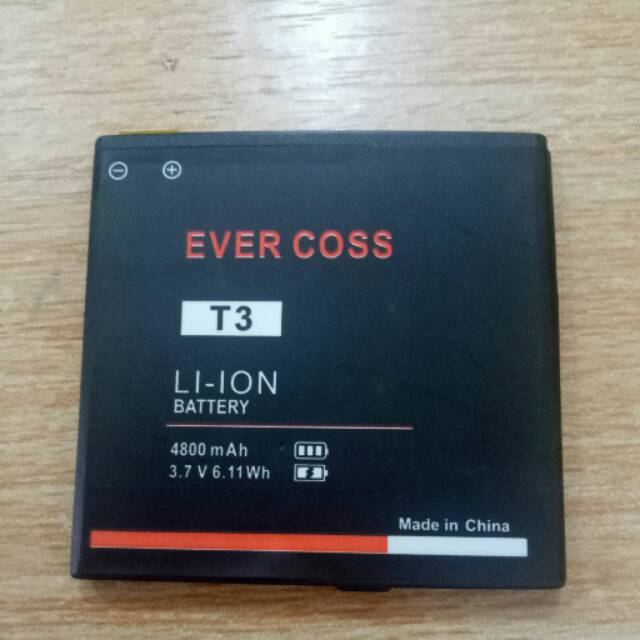 EVER COSS
T3
LI-ION
BATTERY
4800 mAh
3.7 V 6.11Wh
Made in China